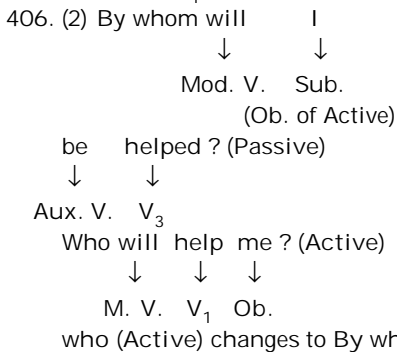 406. (2) By whom will I
↓ ↓
Mod. V. Sub.
(Ob. of Active)
be helped ? (Passive)
↓ ↓
Aux. V. V₃
Who will help me ? (Active)
↓ ↓ ↓
M. V. V₁ Ob.
who (Active) changes to By